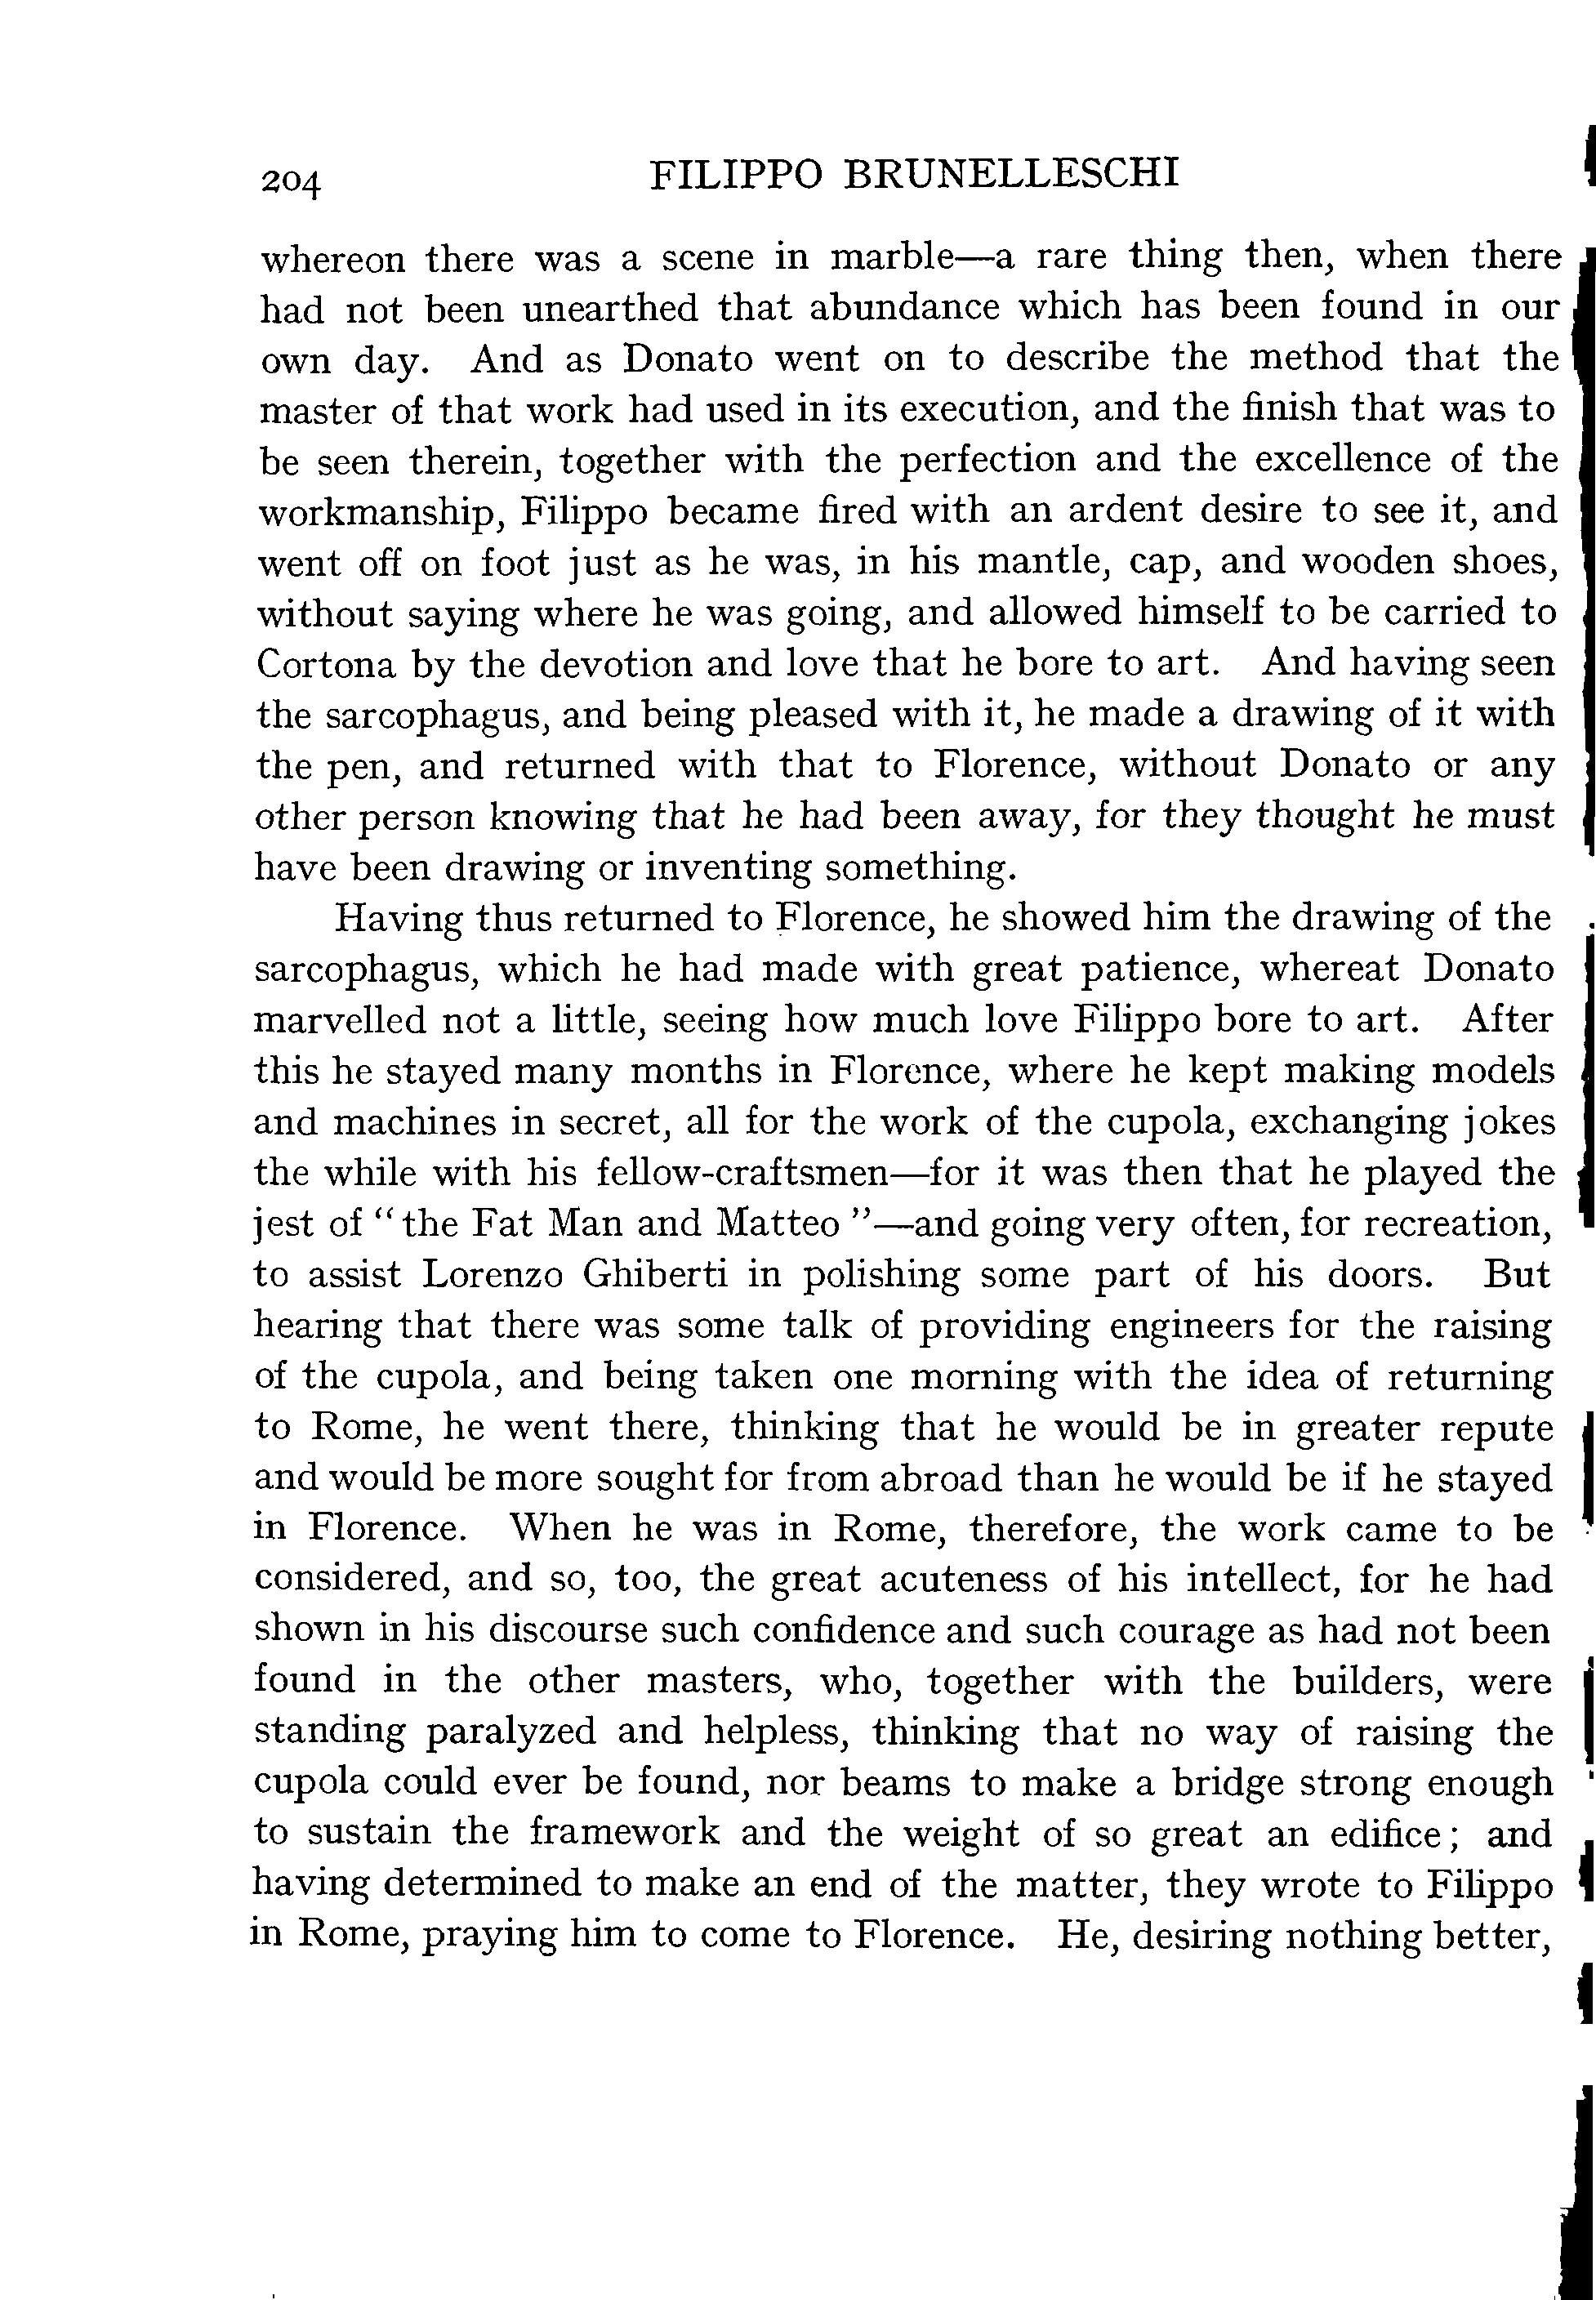 204 FILIPPO BRUNELLESCHI
whereon there was a scene in marble—a rare thing then, when there
had not been unearthed that abundance which has been found in our
own day. And as Donato went on to describe the method that the
master of that work had used in its execution, and the finish that was to
be seen therein, together with the perfection and the excellence of the
workmanship, Filippo became fired with an ardent desire to see it, and
went off on foot just as he was, in his mantle, cap, and wooden shoes,
without saying where he was going, and allowed himself to be carried to
Cortona by the devotion and love that he bore to art. And having seen
the sarcophagus, and being pleased with it, he made a drawing of it with
the pen, and returned with that to Florence, without Donato or any
other person knowing that he had been away, for they thought he must
have been drawing or inventing something.
Having thus returned to Florence, he showed him the drawing of the
sarcophagus, which he had made with great patience, whereat Donato
marvelled not a little, seeing how much love Filippo bore to art. After
this he stayed many months in Florence, where he kept making models
and machines in secret, all for the work of the cupola, exchanging jokes
the while with his fellow-craftsmen—for it was then that he played the
jest of “the Fat Man and Matteo”—and going very often, for recreation,
to assist Lorenzo Ghiberti in polishing some part of his doors. But
hearing that there was some talk of providing engineers for the raising
of the cupola, and being taken one morning with the idea of returning
to Rome, he went there, thinking that he would be in greater repute
and would be more sought for from abroad than he would be if he stayed
in Florence. When he was in Rome, therefore, the work came to be
considered, and so, too, the great acuteness of his intellect, for he had
shown in his discourse such confidence and such courage as had not been
found in the other masters, who, together with the builders, were
standing paralyzed and helpless, thinking that no way of raising the
cupola could ever be found, nor beams to make a bridge strong enough
to sustain the framework and the weight of so great an edifice; and
having determined to make an end of the matter, they wrote to Filippo
in Rome, praying him to come to Florence. He, desiring nothing better,